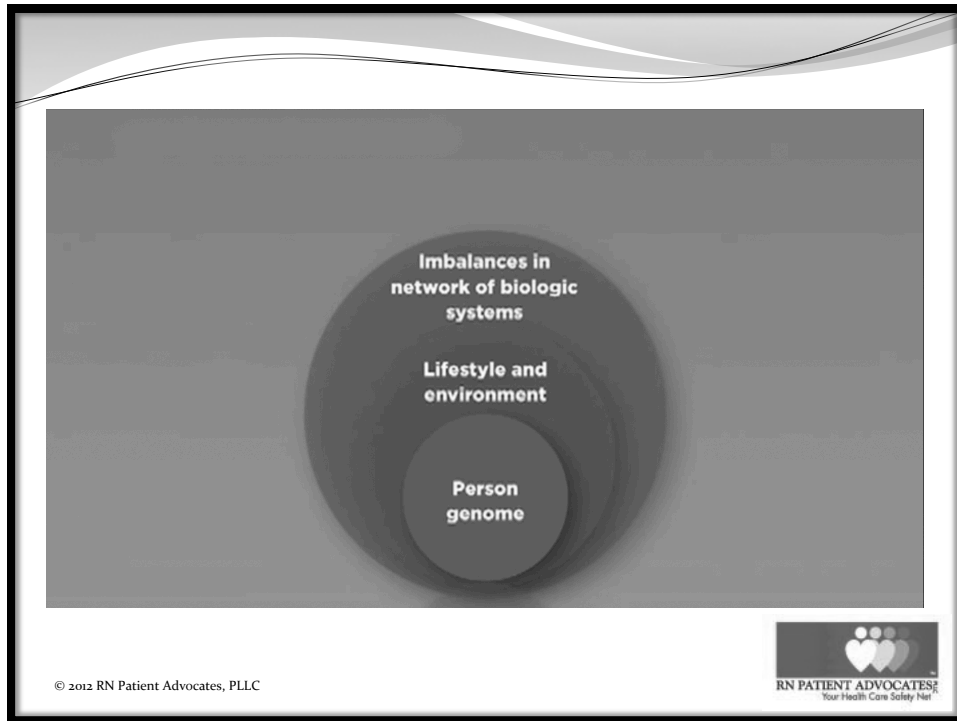 Imbalances in
network of biologic
systems
Lifestyle and
environment
Person
genome
© 2012 RN Patient Advocates, PLLC
RN PATIENT ADVOCATES
Your Health Care Safety Net